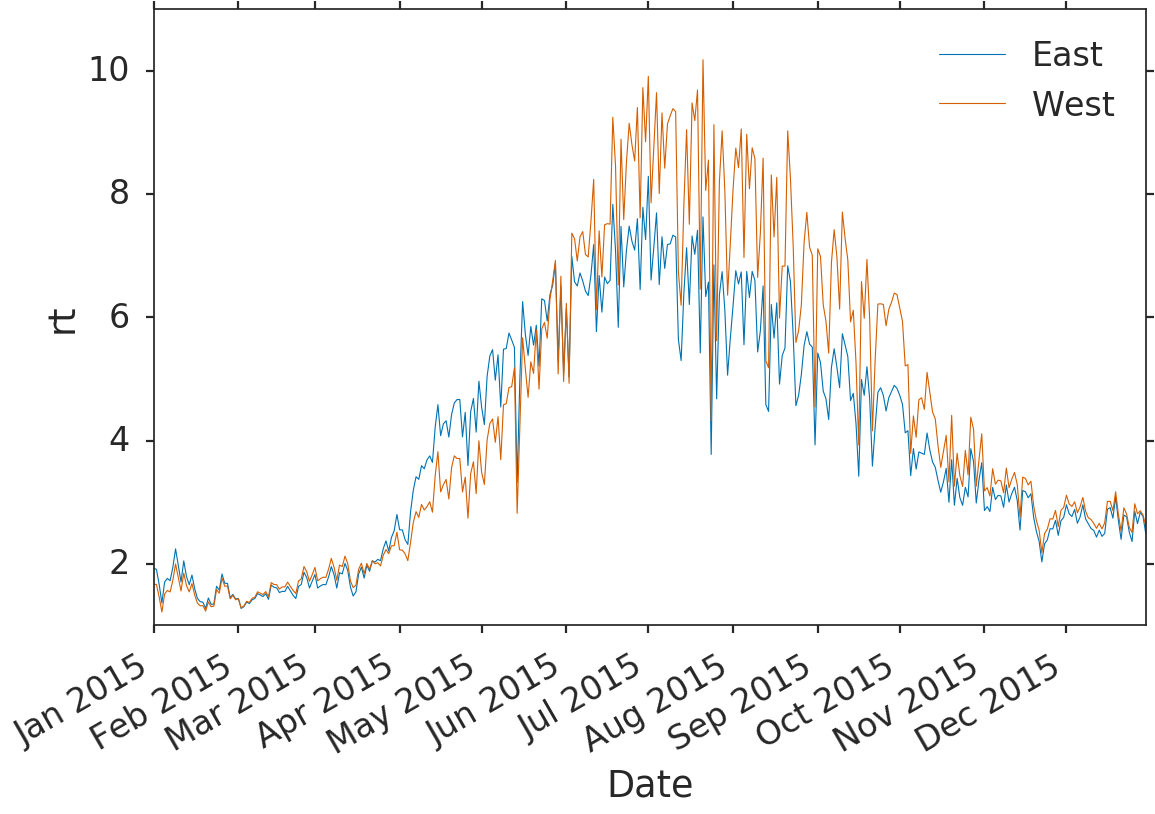 10
8
6
4
2
rt
East
West
Jan 2015
Feb 2015
Mar 2015
Apr 2015
May 2015
Jun 2015
Jul 2015
Aug 2015
Sep 2015
Oct 2015
Nov 2015
Dec 2015
Date